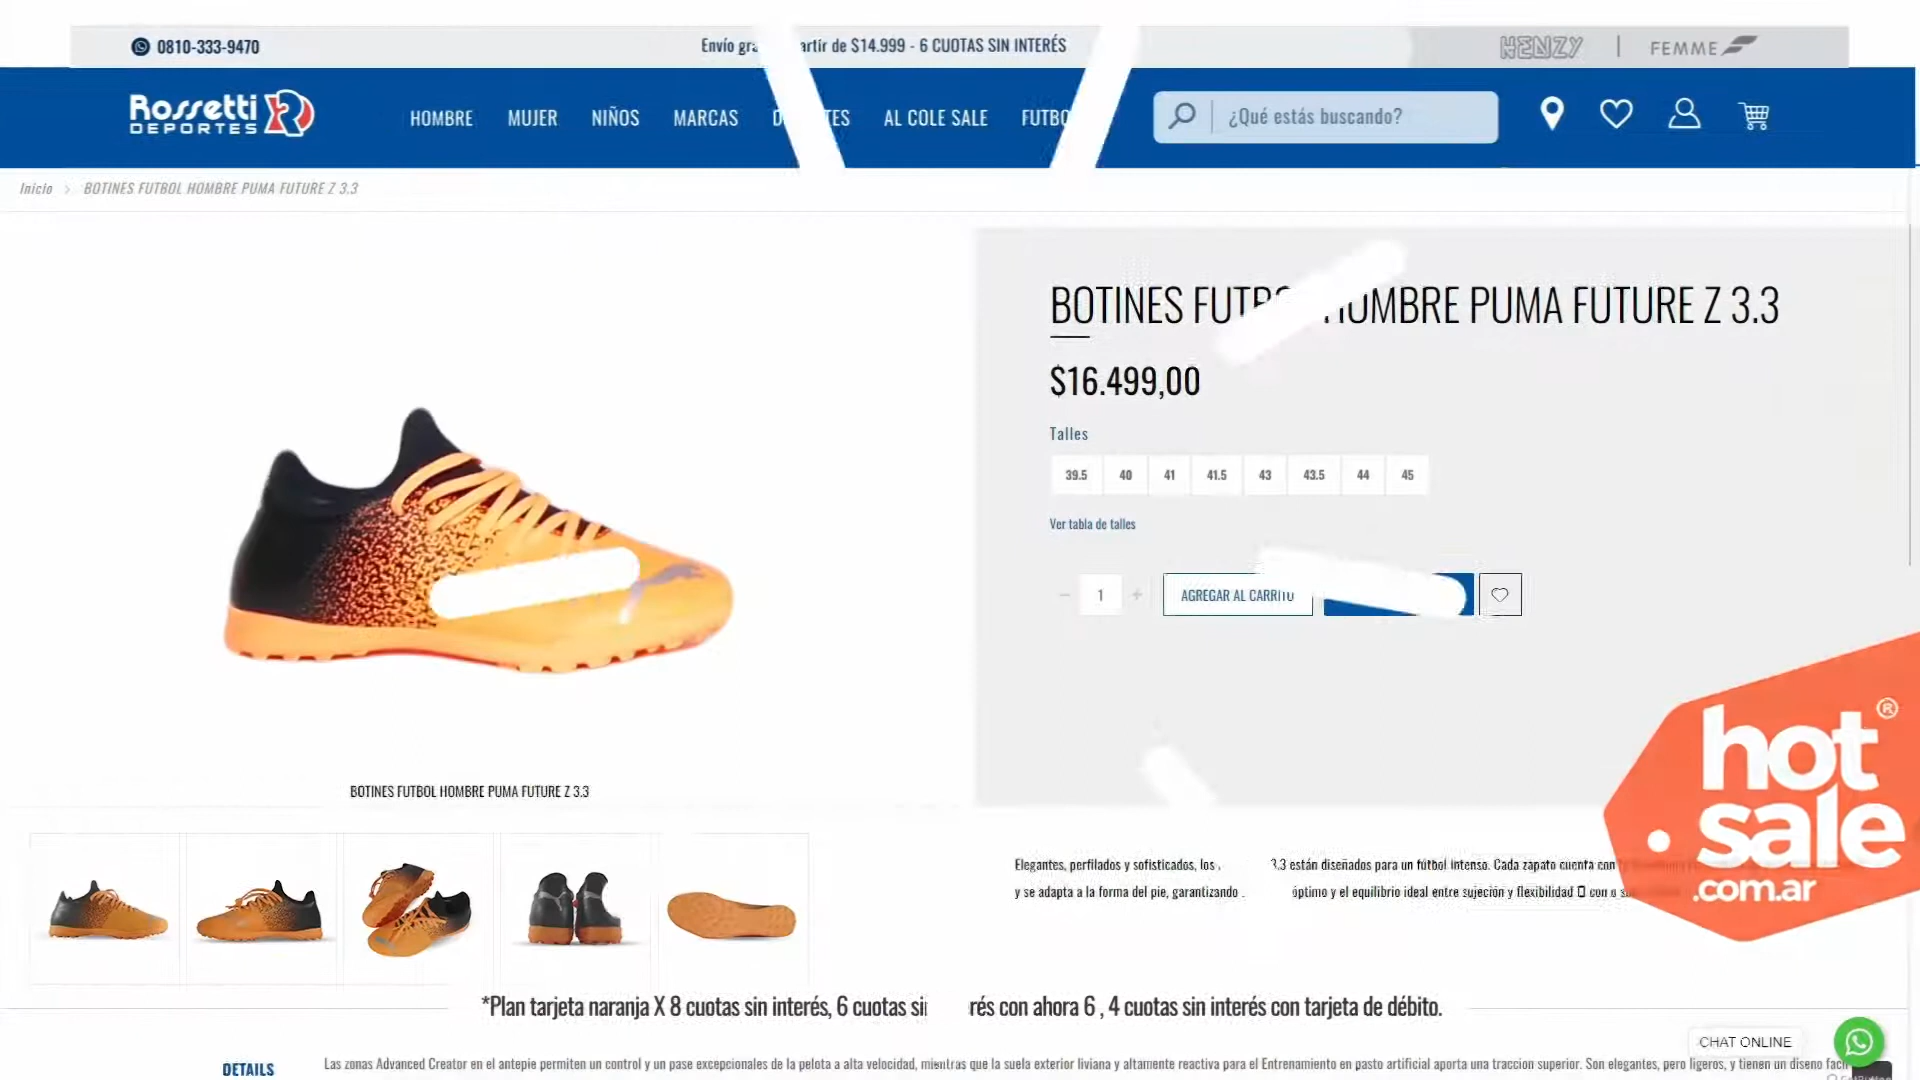 0810-333-9470
Envío artir de $14.999 - 6 CUOTAS SIN INTERÉS
HENZY | FEMME
Rossetti
DEPORTES
HOMBRE MUJER NIÑOS MARCAS AL COLE SALE
¿Qué estás buscando?
Inicio > BOTINES FUTBOL HOMBRE PUMA FUTURE Z 3.3
BOTINES HOMBRE PUMA FUTURE Z 3.3
$16.499,00
Talles
39.5 40 41 41.5 43 43.5 44 45
Ver tabla de talles
- 1 +
AGREGAR AL CARRITO
hot®
sale
.com.ar
BOTINES FUTBOL HOMBRE PUMA FUTURE Z 3.3
Elegantes, perfilados y sofisticados, los 3.3 están diseñados para un fútbol intenso. Cada zapato cuenta con
y se adapta a la forma del pie, garantizando óptimo y el equilibrio ideal entre sujeción y flexibilidad con
*Plan tarjeta naranja X 8 cuotas sin interés, 6 cuotas si rés con ahora 6 , 4 cuotas sin interés con tarjeta de débito.
CHAT ONLINE
DETAILS
Las zonas Advanced Creator en el antepie permiten un control y un pase excepcionales de la pelota a alta velocidad, mientras que la suela exterior liviana y altamente reactiva para el Entrenamiento en pasto artificial aporta una traccion superior. Son elegantes, pero ligeros, y tienen un diseno